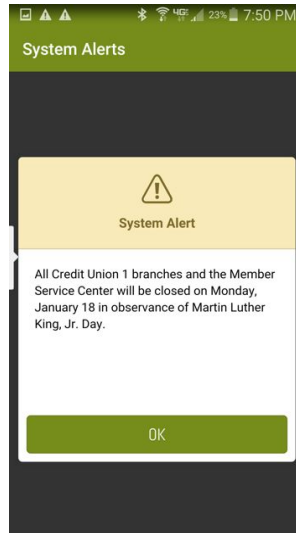 4G 23% 7:50 PM
System Alerts
System Alert
All Credit Union 1 branches and the Member
Service Center will be closed on Monday,
January 18 in observance of Martin Luther
King, Jr. Day.
OK